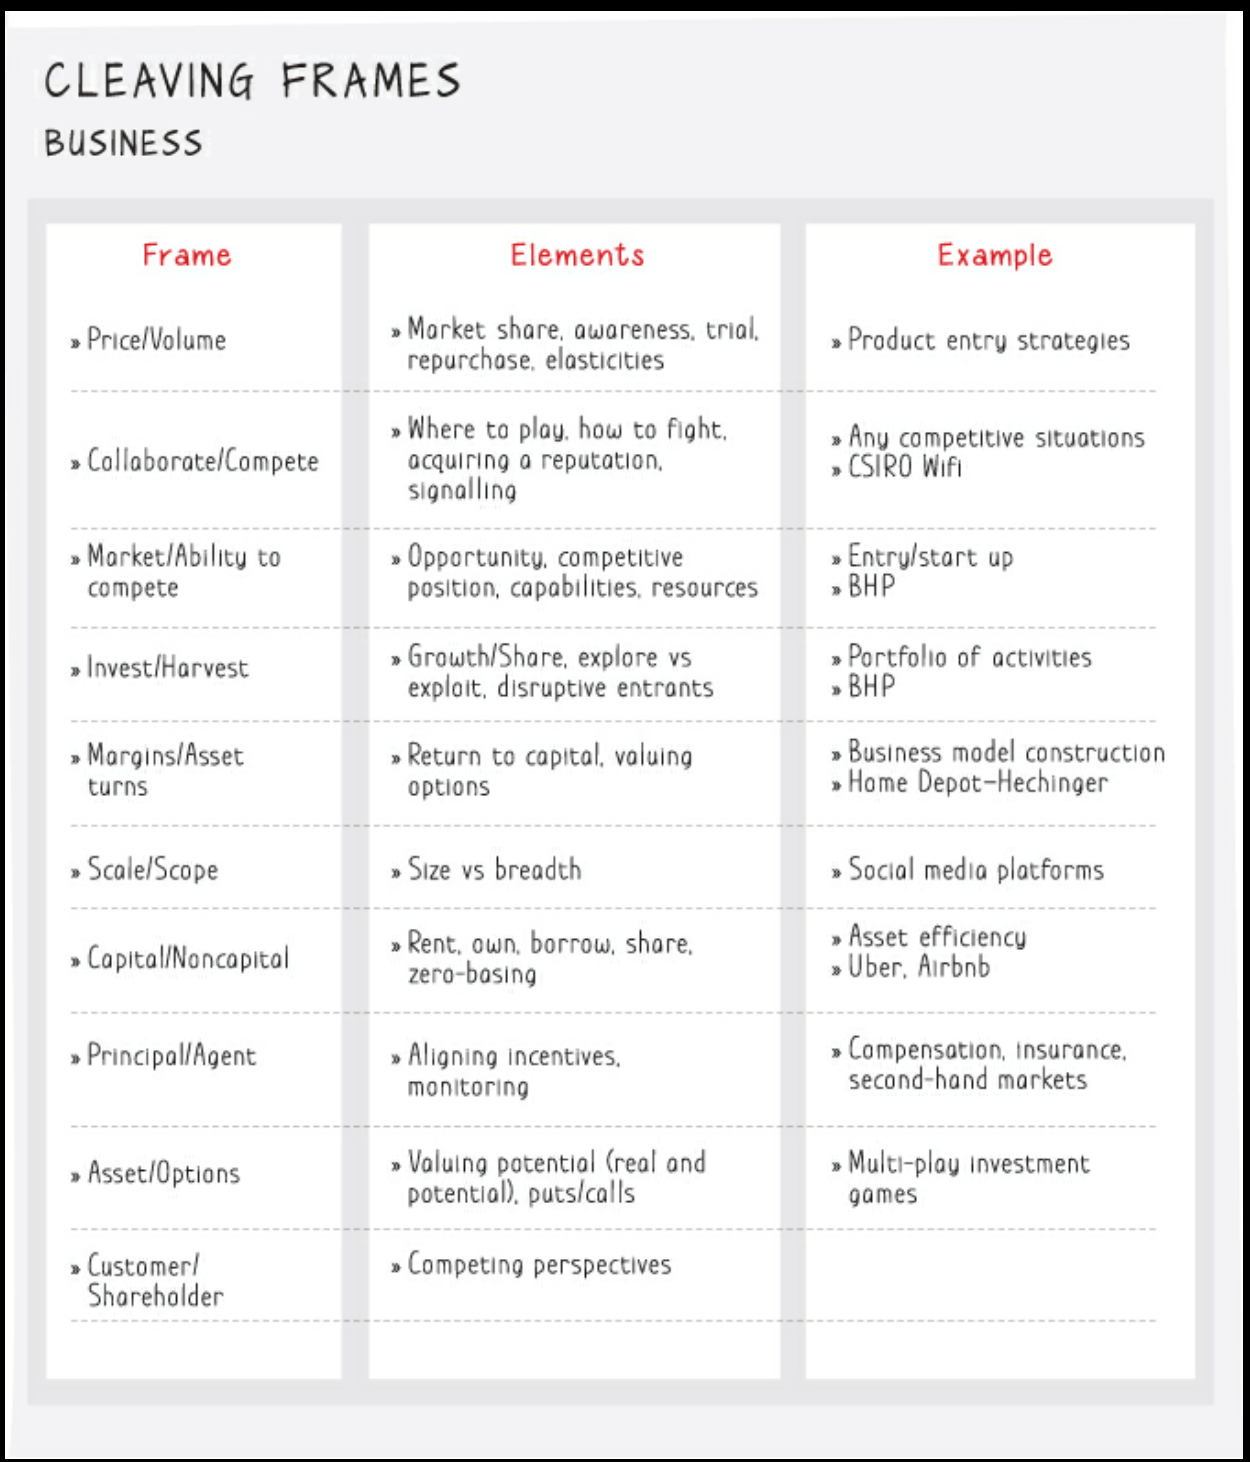 CLEAVING FRAMES
BUSINESS
Frame
Elements
Example
» Price/Volume
» Market share, awareness, trial,
repurchase, elasticities
» Product entry strategies
» Collaborate/Compete
» Where to play, how to fight,
acquiring a reputation,
signalling
» Any competitive situations
» CSIRO Wifi
» Market/Ability to
compete
» Opportunity, competitive
position, capabilities, resources
» Entry/start up
» BHP
» Invest/Harvest
» Growth/Share, explore vs
exploit, disruptive entrants
» Portfolio of activities
» BHP
» Margins/Asset
turns
» Return to capital, valuing
options
» Business model construction
» Home Depot–Hechinger
» Scale/Scope
» Size vs breadth
» Social media platforms
» Capital/Noncapital
» Rent, own, borrow, share,
zero-basing
» Asset efficiency
» Uber, Airbnb
» Principal/Agent
» Aligning incentives,
monitoring
» Compensation, insurance,
second-hand markets
» Asset/Options
» Valuing potential (real and
potential), puts/calls
» Multi-play investment
games
» Customer/
Shareholder
» Competing perspectives